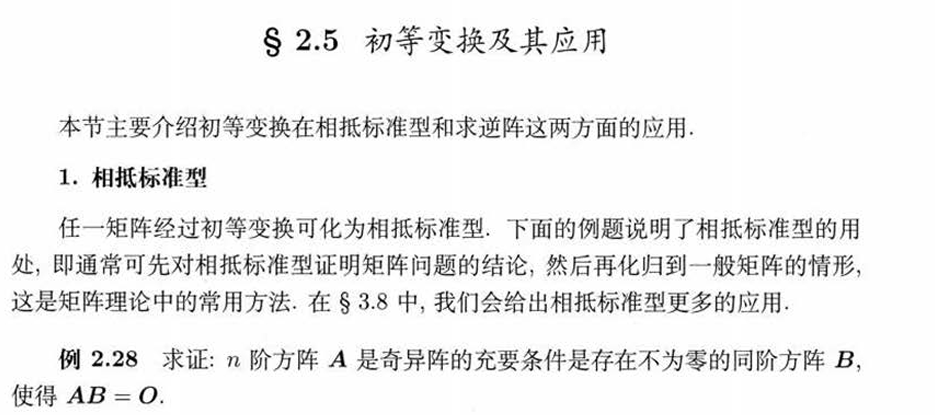 § 2.5 初等变换及其应用
本节主要介绍初等变换在相抵标准型和求逆阵这两方面的应用.
1. 相抵标准型
任一矩阵经过初等变换可化为相抵标准型. 下面的例题说明了相抵标准型的用
处, 即通常可先对相抵标准型证明矩阵问题的结论, 然后再化归到一般矩阵的情形,
这是矩阵理论中的常用方法. 在 § 3.8 中, 我们会给出相抵标准型更多的应用.
例 2.28 求证: n 阶方阵 A 是奇异阵的充要条件是存在不为零的同阶方阵 B,
使得 AB = O.